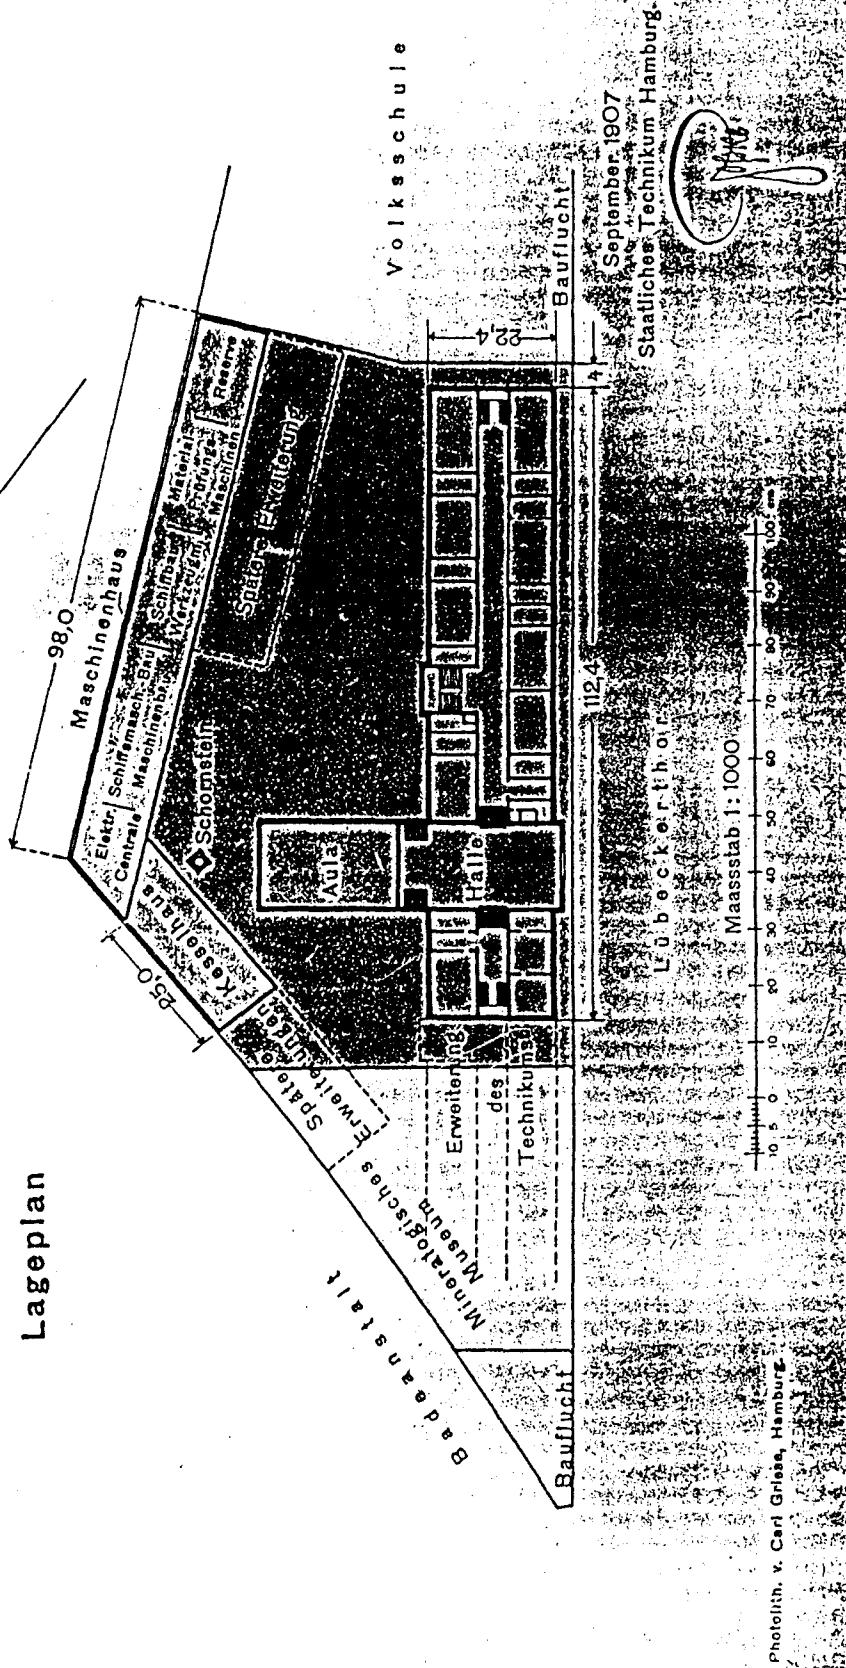 Lageplan
98,0
Maschinenhaus
Elektr. Schiffsmasch. Bau Schiffbau Material
Centrale Maschinenb. Werkzeugm. Prüfungs- Reserve
Maschinen
Spätere Erweiterung
25,0
Kesselhaus
Schornstein
Spätere
Erweiterungen
Volksschule
Badeanstalt
Mineralogisches
Museum
Aula
Halle
Erweiterung
des
Technikums
22,4
4
112,4
Bauflucht
Bauflucht
Lübeckerthor
Maassstab 1:1000
10 5 0 10 20 30 40 50 60 70 80 90 100 m
September 1907
Staatliches Technikum Hamburg.
Photolith. v. Carl Griese, Hamburg.